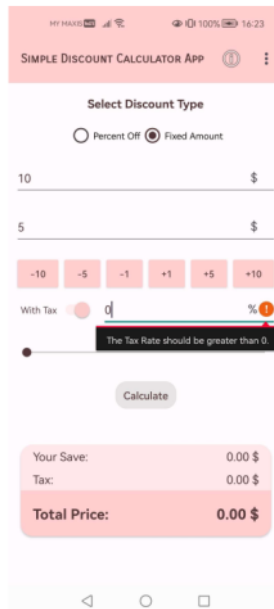 MY MAXIS 100% 16:23
SIMPLE DISCOUNT CALCULATOR APP
Select Discount Type
Percent Off Fixed Amount
10 $
5 $
-10 -5 -1 +1 +5 +10
With Tax 0 % !
The Tax Rate should be greater than 0.
Calculate
Your Save: 0.00 $
Tax: 0.00 $
Total Price: 0.00 $